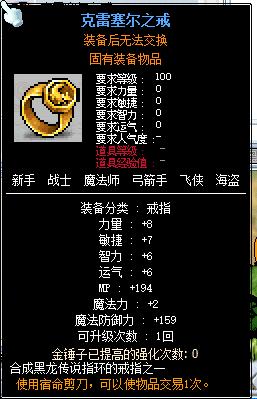 克雷塞尔之戒
装备后无法交换
固有装备物品
要求等级： 100
要求力量： 0
要求敏捷： 0
要求智力： 0
要求运气： 0
要求人气度： -
道具等级： -
道具经验值： -
新手 战士 魔法师 弓箭手 飞侠 海盗
装备分类 : 戒指
力量 : +8
敏捷 : +7
智力 : +6
运气 : +6
MP : +194
魔法力 : +2
魔法防御力 : +159
可升级次数 : 1回
金锤子已提高的强化次数: 0
合成黑龙传说指环的戒指之一
使用宿命剪刀，可以使物品交易1次。